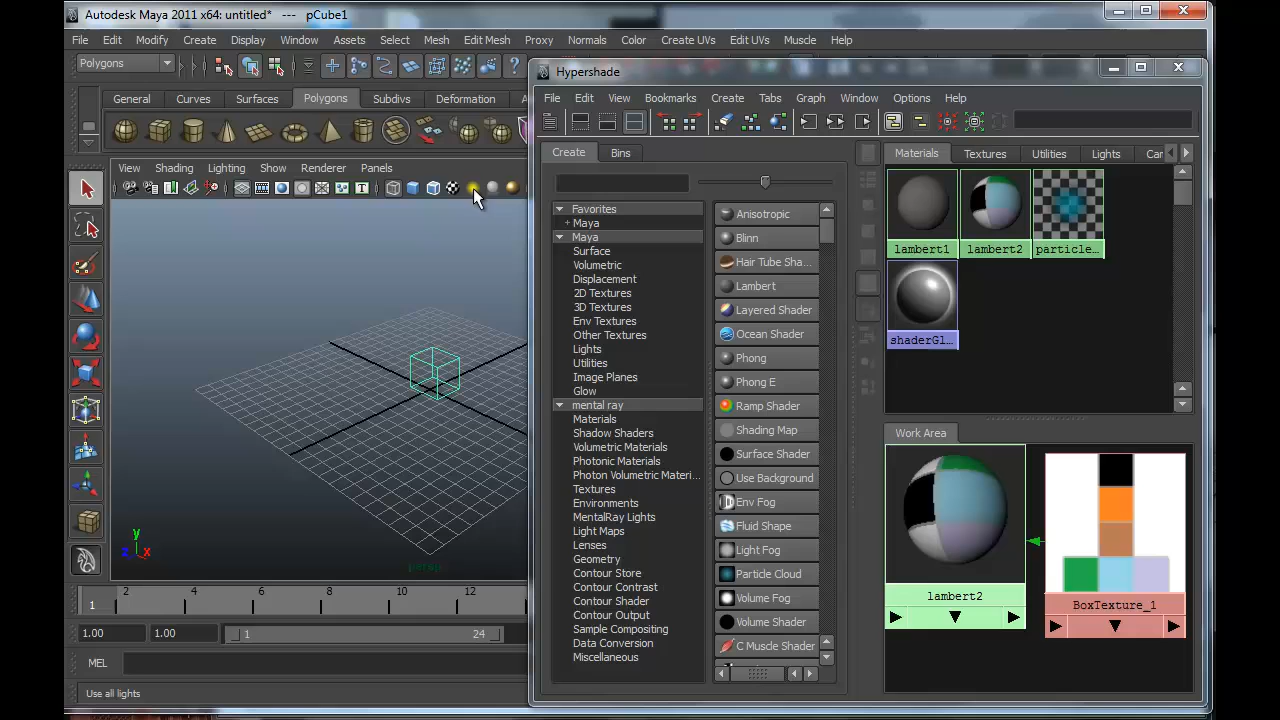 Autodesk Maya 2011 x64: untitled* --- pCube1
File Edit Modify Create Display Window Assets Select Mesh Edit Mesh Proxy Normals Color Create UVs Edit UVs Muscle Help
Polygons
General Curves Surfaces Polygons Subdivs Deformation
View Shading Lighting Show Renderer Panels
y
z x
persp
2 4 6 8 10 12
1
1.00 1.00 1 24
MEL
Use all lights
Hypershade
File Edit View Bookmarks Create Tabs Graph Window Options Help
Create Bins
Favorites
+ Maya
Maya
Surface
Volumetric
Displacement
2D Textures
3D Textures
Env Textures
Other Textures
Lights
Utilities
Image Planes
Glow
mental ray
Materials
Shadow Shaders
Volumetric Materials
Photonic Materials
Photon Volumetric Materi...
Textures
Environments
MentalRay Lights
Light Maps
Lenses
Geometry
Contour Store
Contour Contrast
Contour Shader
Contour Output
Sample Compositing
Data Conversion
Miscellaneous
Anisotropic
Blinn
Hair Tube Sha...
Lambert
Layered Shader
Ocean Shader
Phong
Phong E
Ramp Shader
Shading Map
Surface Shader
Use Background
Env Fog
Fluid Shape
Light Fog
Particle Cloud
Volume Fog
Volume Shader
C Muscle Shader
Materials Textures Utilities Lights Car
lambert1 lambert2 particle...
shaderGl...
Work Area
lambert2
BoxTexture_1